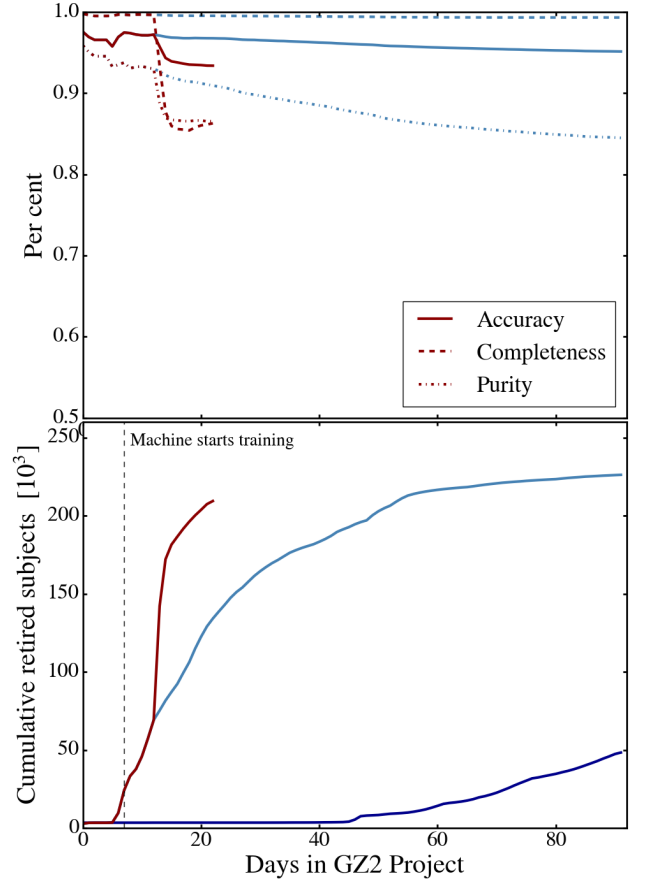 1.0
0.9
0.8
0.7
0.6
0.5
Per cent
Accuracy
Completeness
Purity
250
200
150
100
50
0
Cumulative retired subjects [10³]
Machine starts training
0 20 40 60 80
Days in GZ2 Project